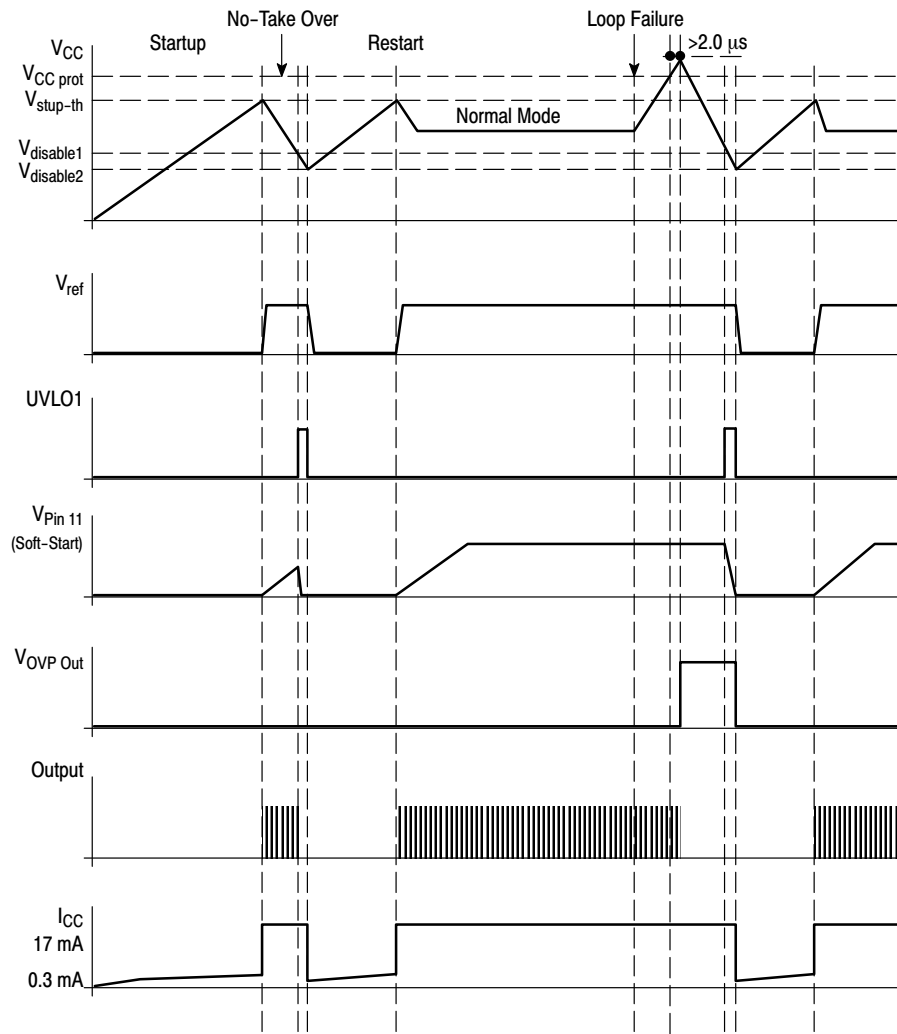 No-Take Over
Loop Failure
Startup
Restart
>2.0 μs
VCC
VCC prot
Vstup-th
Normal Mode
Vdisable1
Vdisable2
Vref
UVLO1
VPin 11
(Soft-Start)
VOVP Out
Output
ICC
17 mA
0.3 mA